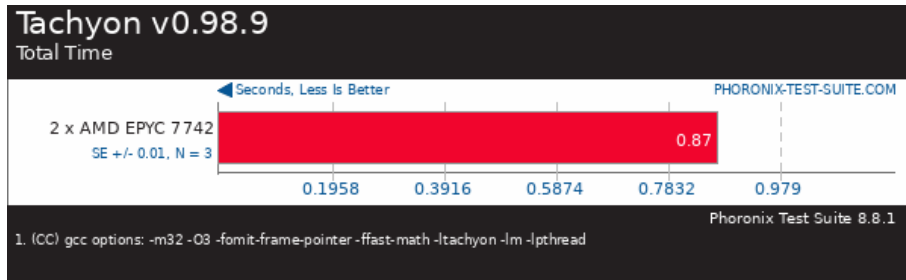 Tachyon v0.98.9
Total Time
Seconds, Less Is Better
PHORONIX-TEST-SUITE.COM
2 x AMD EPYC 7742
SE +/- 0.01, N = 3
0.87
0.1958
0.3916
0.5874
0.7832
0.979
Phoronix Test Suite 8.8.1
1. (CC) gcc options: -m32 -O3 -fomit-frame-pointer -ffast-math -ltachyon -lm -lpthread